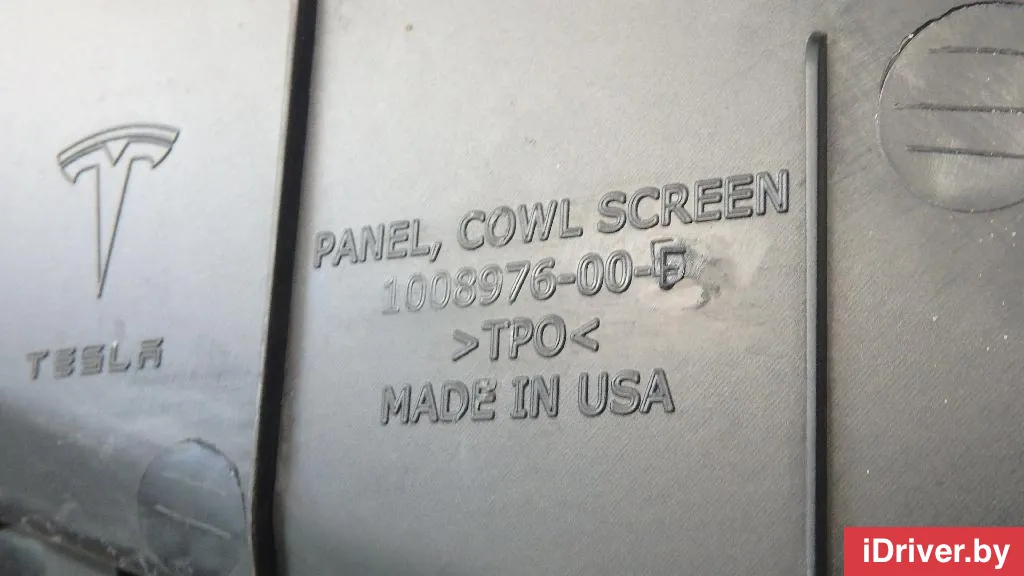 TESLA
PANEL, COWL SCREEN
1008976-00-
>TPO<
MADE IN USA
iDriver.by